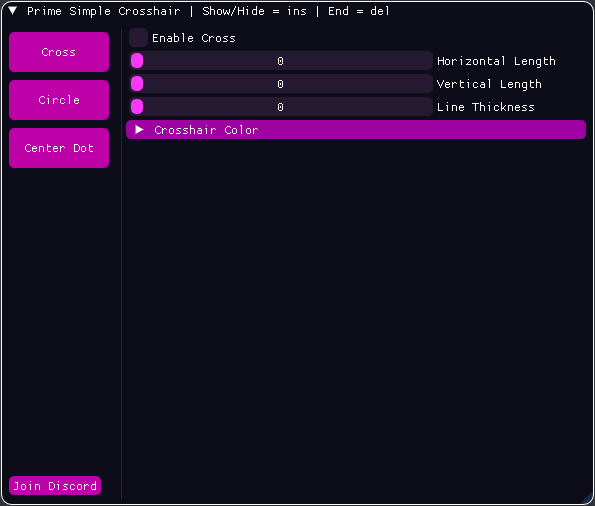 Prime Simple Crosshair | Show/Hide = ins | End = del
Cross
Circle
Center Dot
Enable Cross
0 Horizontal Length
0 Vertical Length
0 Line Thickness
Crosshair Color
Join Discord